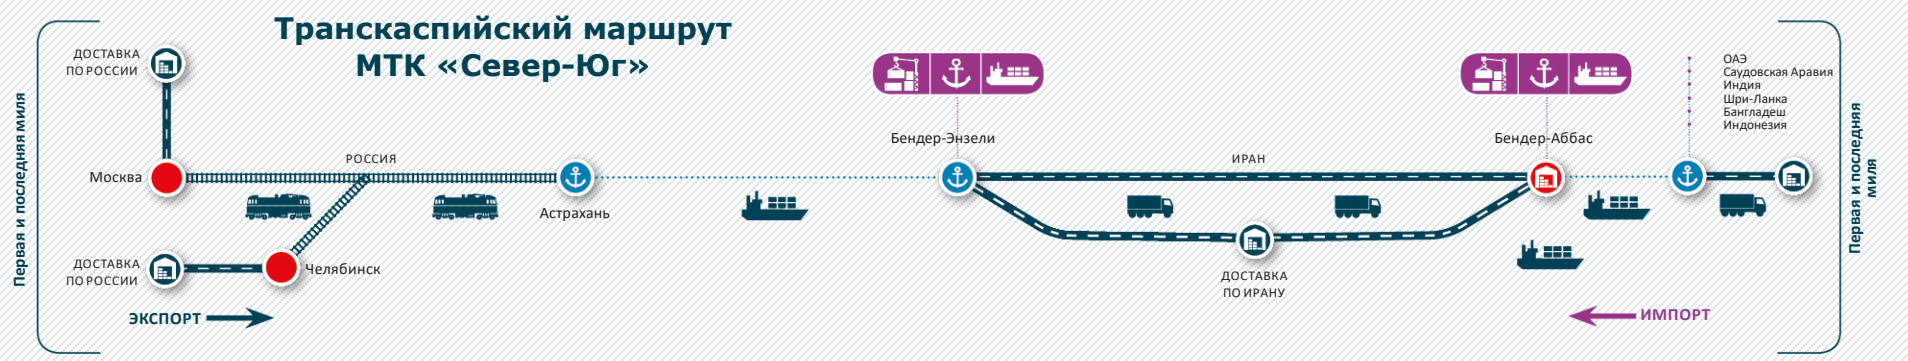 Транскаспийский маршрут
МТК «Север-Юг»
Первая и последняя миля
ДОСТАВКА
ПО РОССИИ
Москва
РОССИЯ
Астрахань
ДОСТАВКА
ПО РОССИИ
Челябинск
ЭКСПОРТ
Бендер-Энзели
ИРАН
Бендер-Аббас
ДОСТАВКА
ПО ИРАНУ
ОАЭ
Саудовская Аравия
Индия
Шри-Ланка
Бангладеш
Индонезия
ИМПОРТ
Первая и последняя
миля